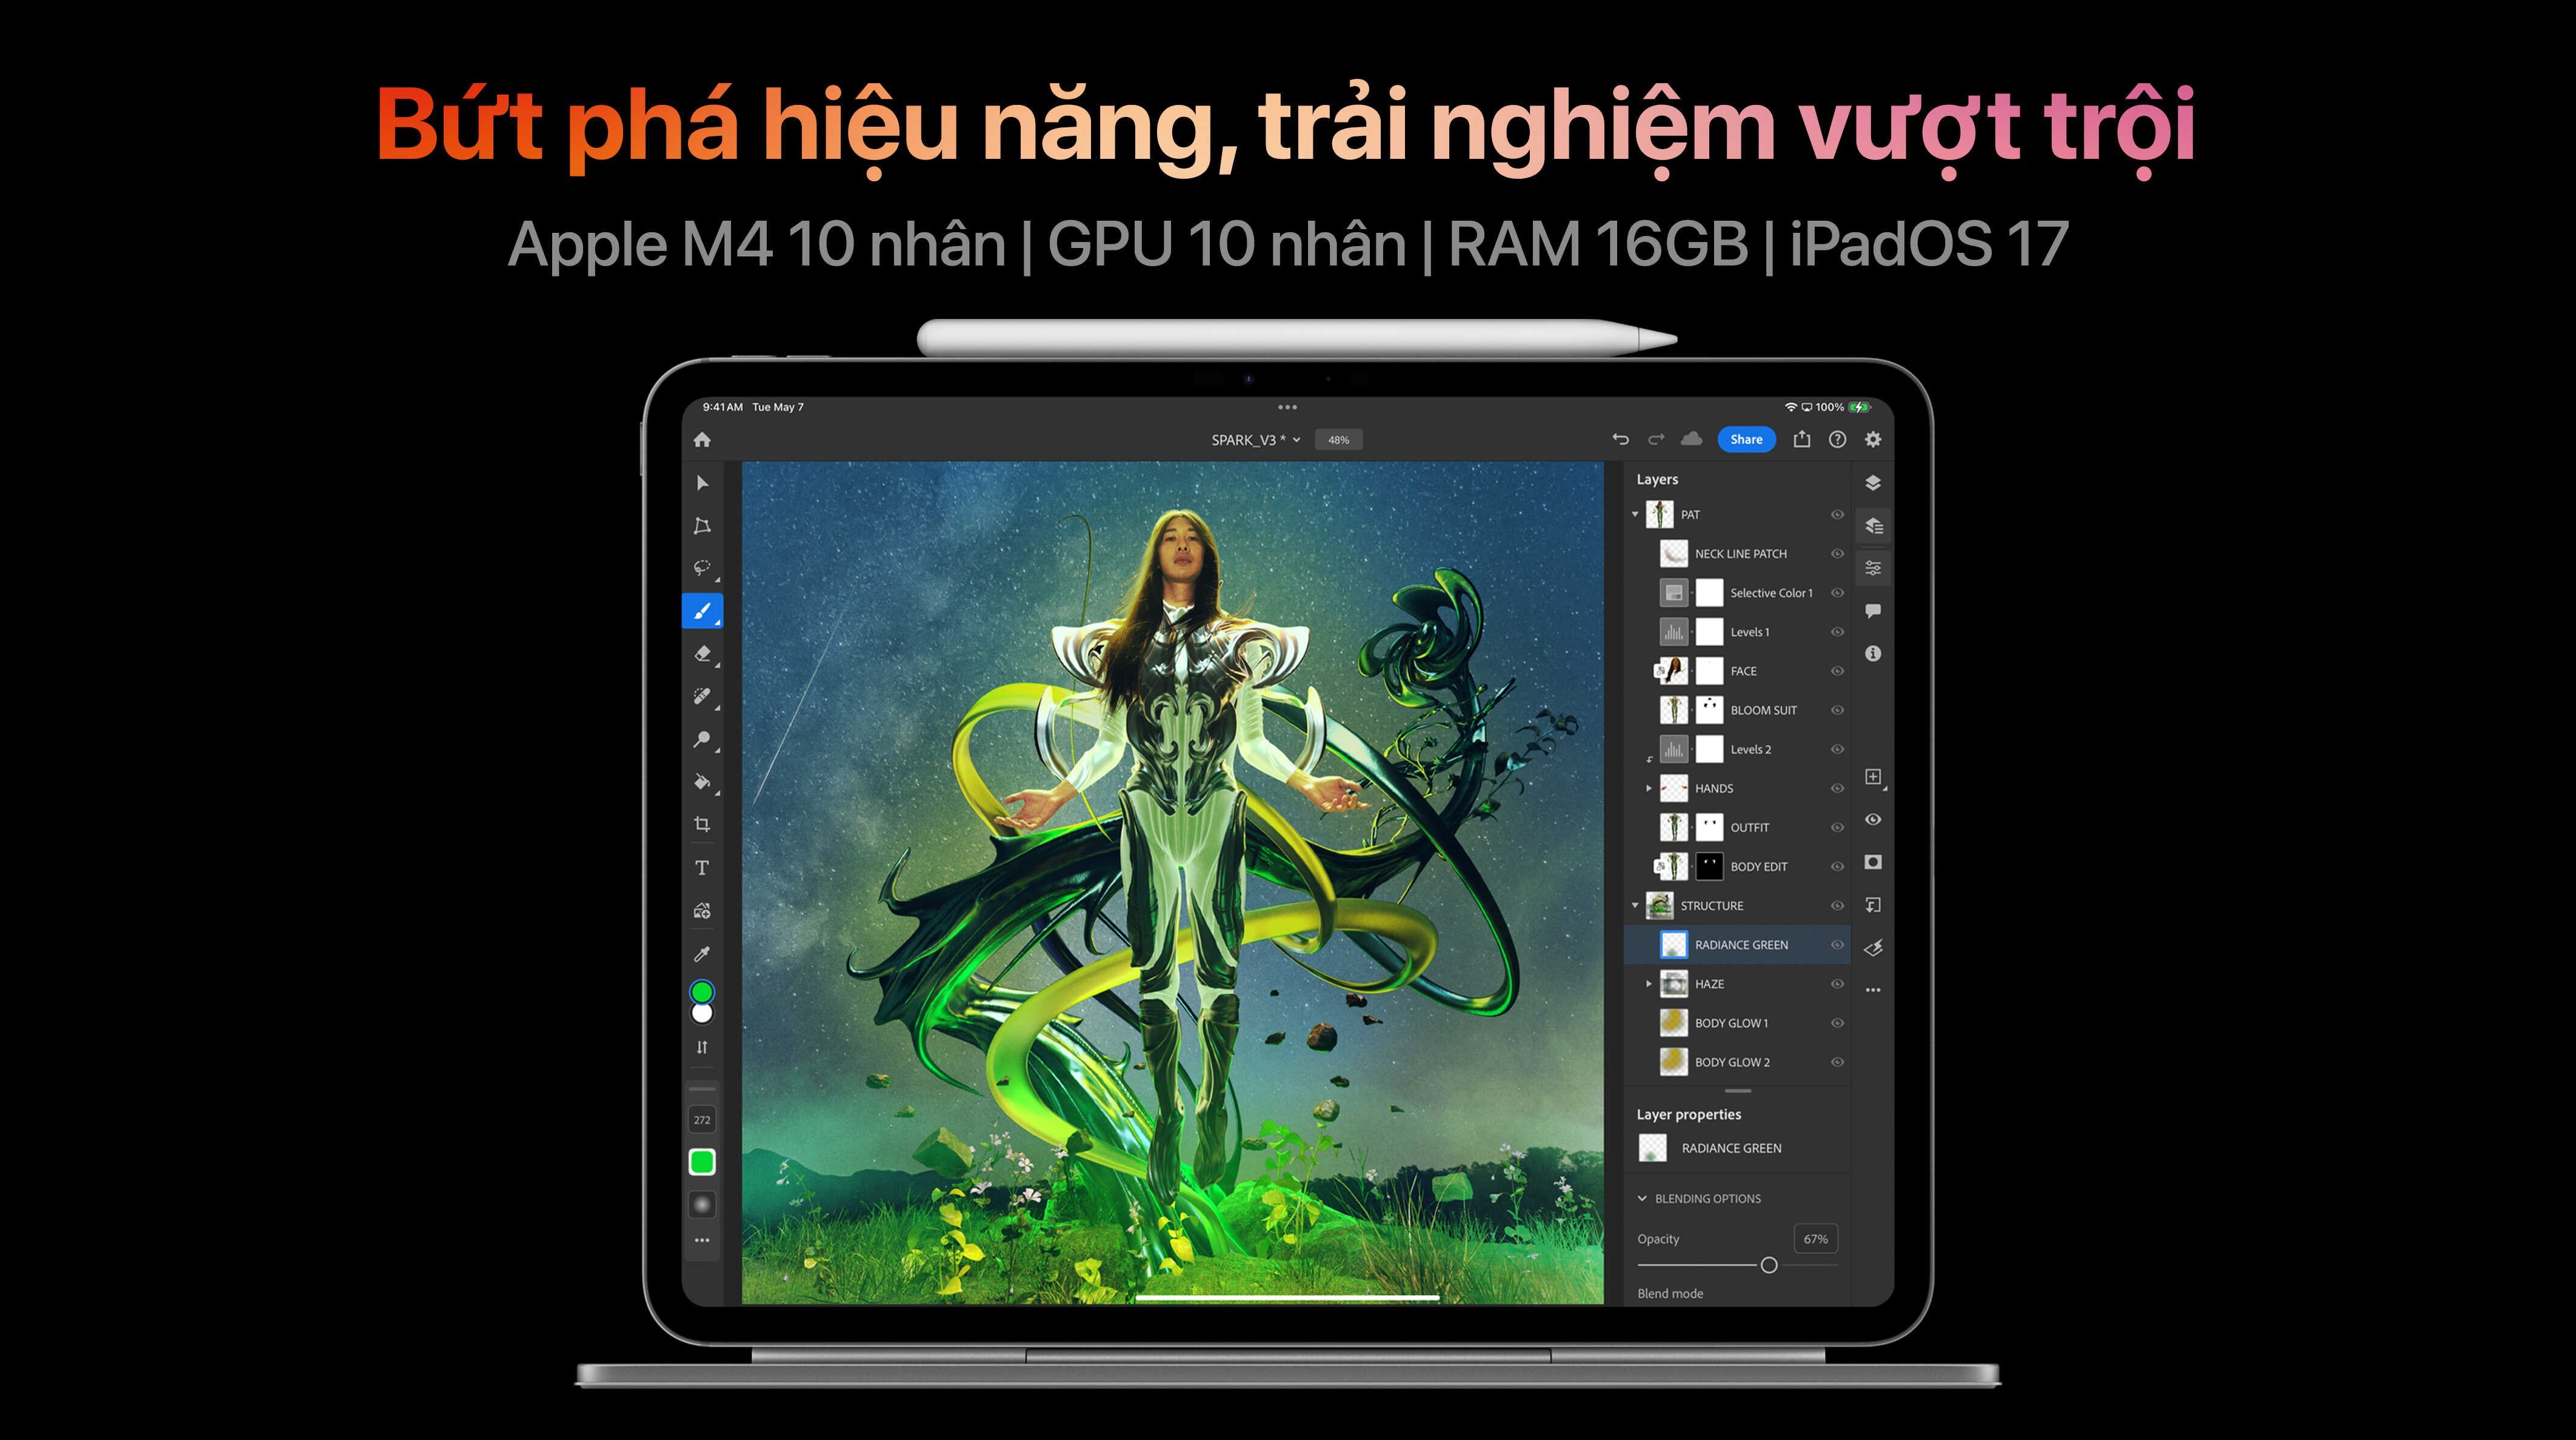 Bứt phá hiệu năng, trải nghiệm vượt trội
Apple M4 10 nhân | GPU 10 nhân | RAM 16GB | iPadOS 17
9:41 AM Tue May 7
100%
SPARK_V3 *
48%
Share
Layers
PAT
NECK LINE PATCH
Selective Color 1
Levels 1
FACE
BLOOM SUIT
Levels 2
HANDS
OUTFIT
BODY EDIT
STRUCTURE
RADIANCE GREEN
HAZE
BODY GLOW 1
BODY GLOW 2
272
Layer properties
RADIANCE GREEN
BLENDING OPTIONS
Opacity
67%
Blend mode